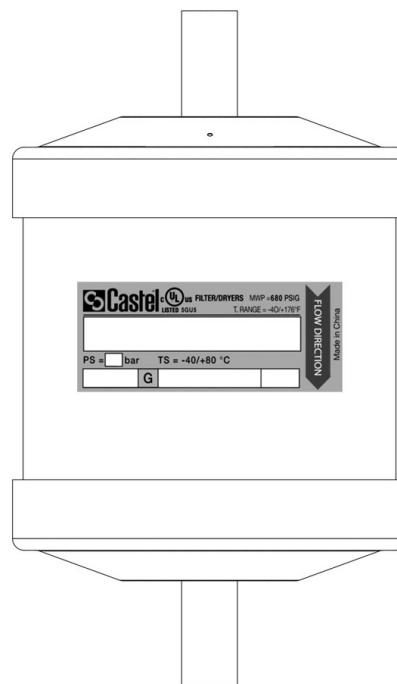 Castel c UL us FILTER/DRYERS MWP =680 PSIG
LISTED 5GU5 T. RANGE = -40/+176°F
PS = bar TS = -40/+80 °C
G
FLOW DIRECTION
Made in China